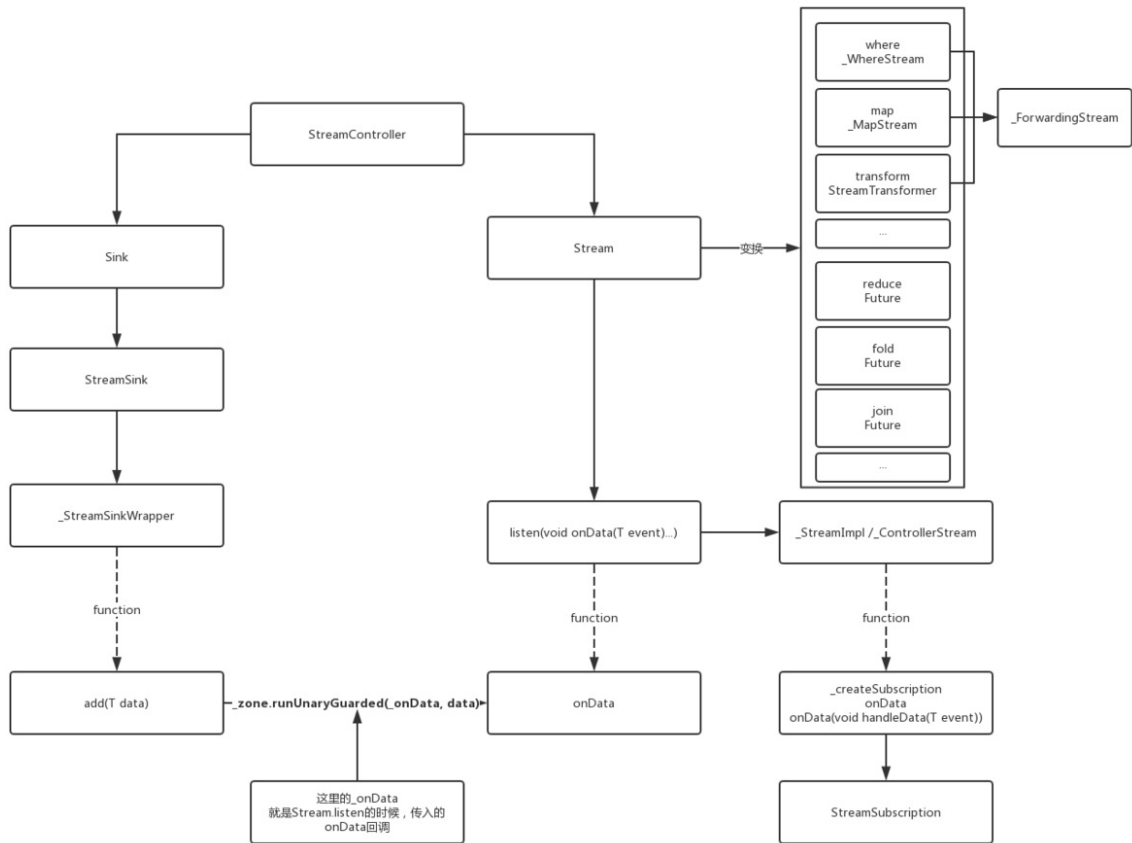 where
_WhereStream
map
_MapStream
_ForwardingStream
StreamController
transform
StreamTransformer
...
Sink
Stream
变换
reduce
Future
fold
Future
StreamSink
join
Future
...
_StreamSinkWrapper
listen(void onData(T event)...)
_StreamImpl /_ControllerStream
function
function
function
add(T data)
_zone.runUnaryGuarded(_onData, data)
onData
_createSubscription
onData
onData(void handleData(T event))
这里的_onData
就是Stream.listen的时候，传入的
onData回调
StreamSubscription